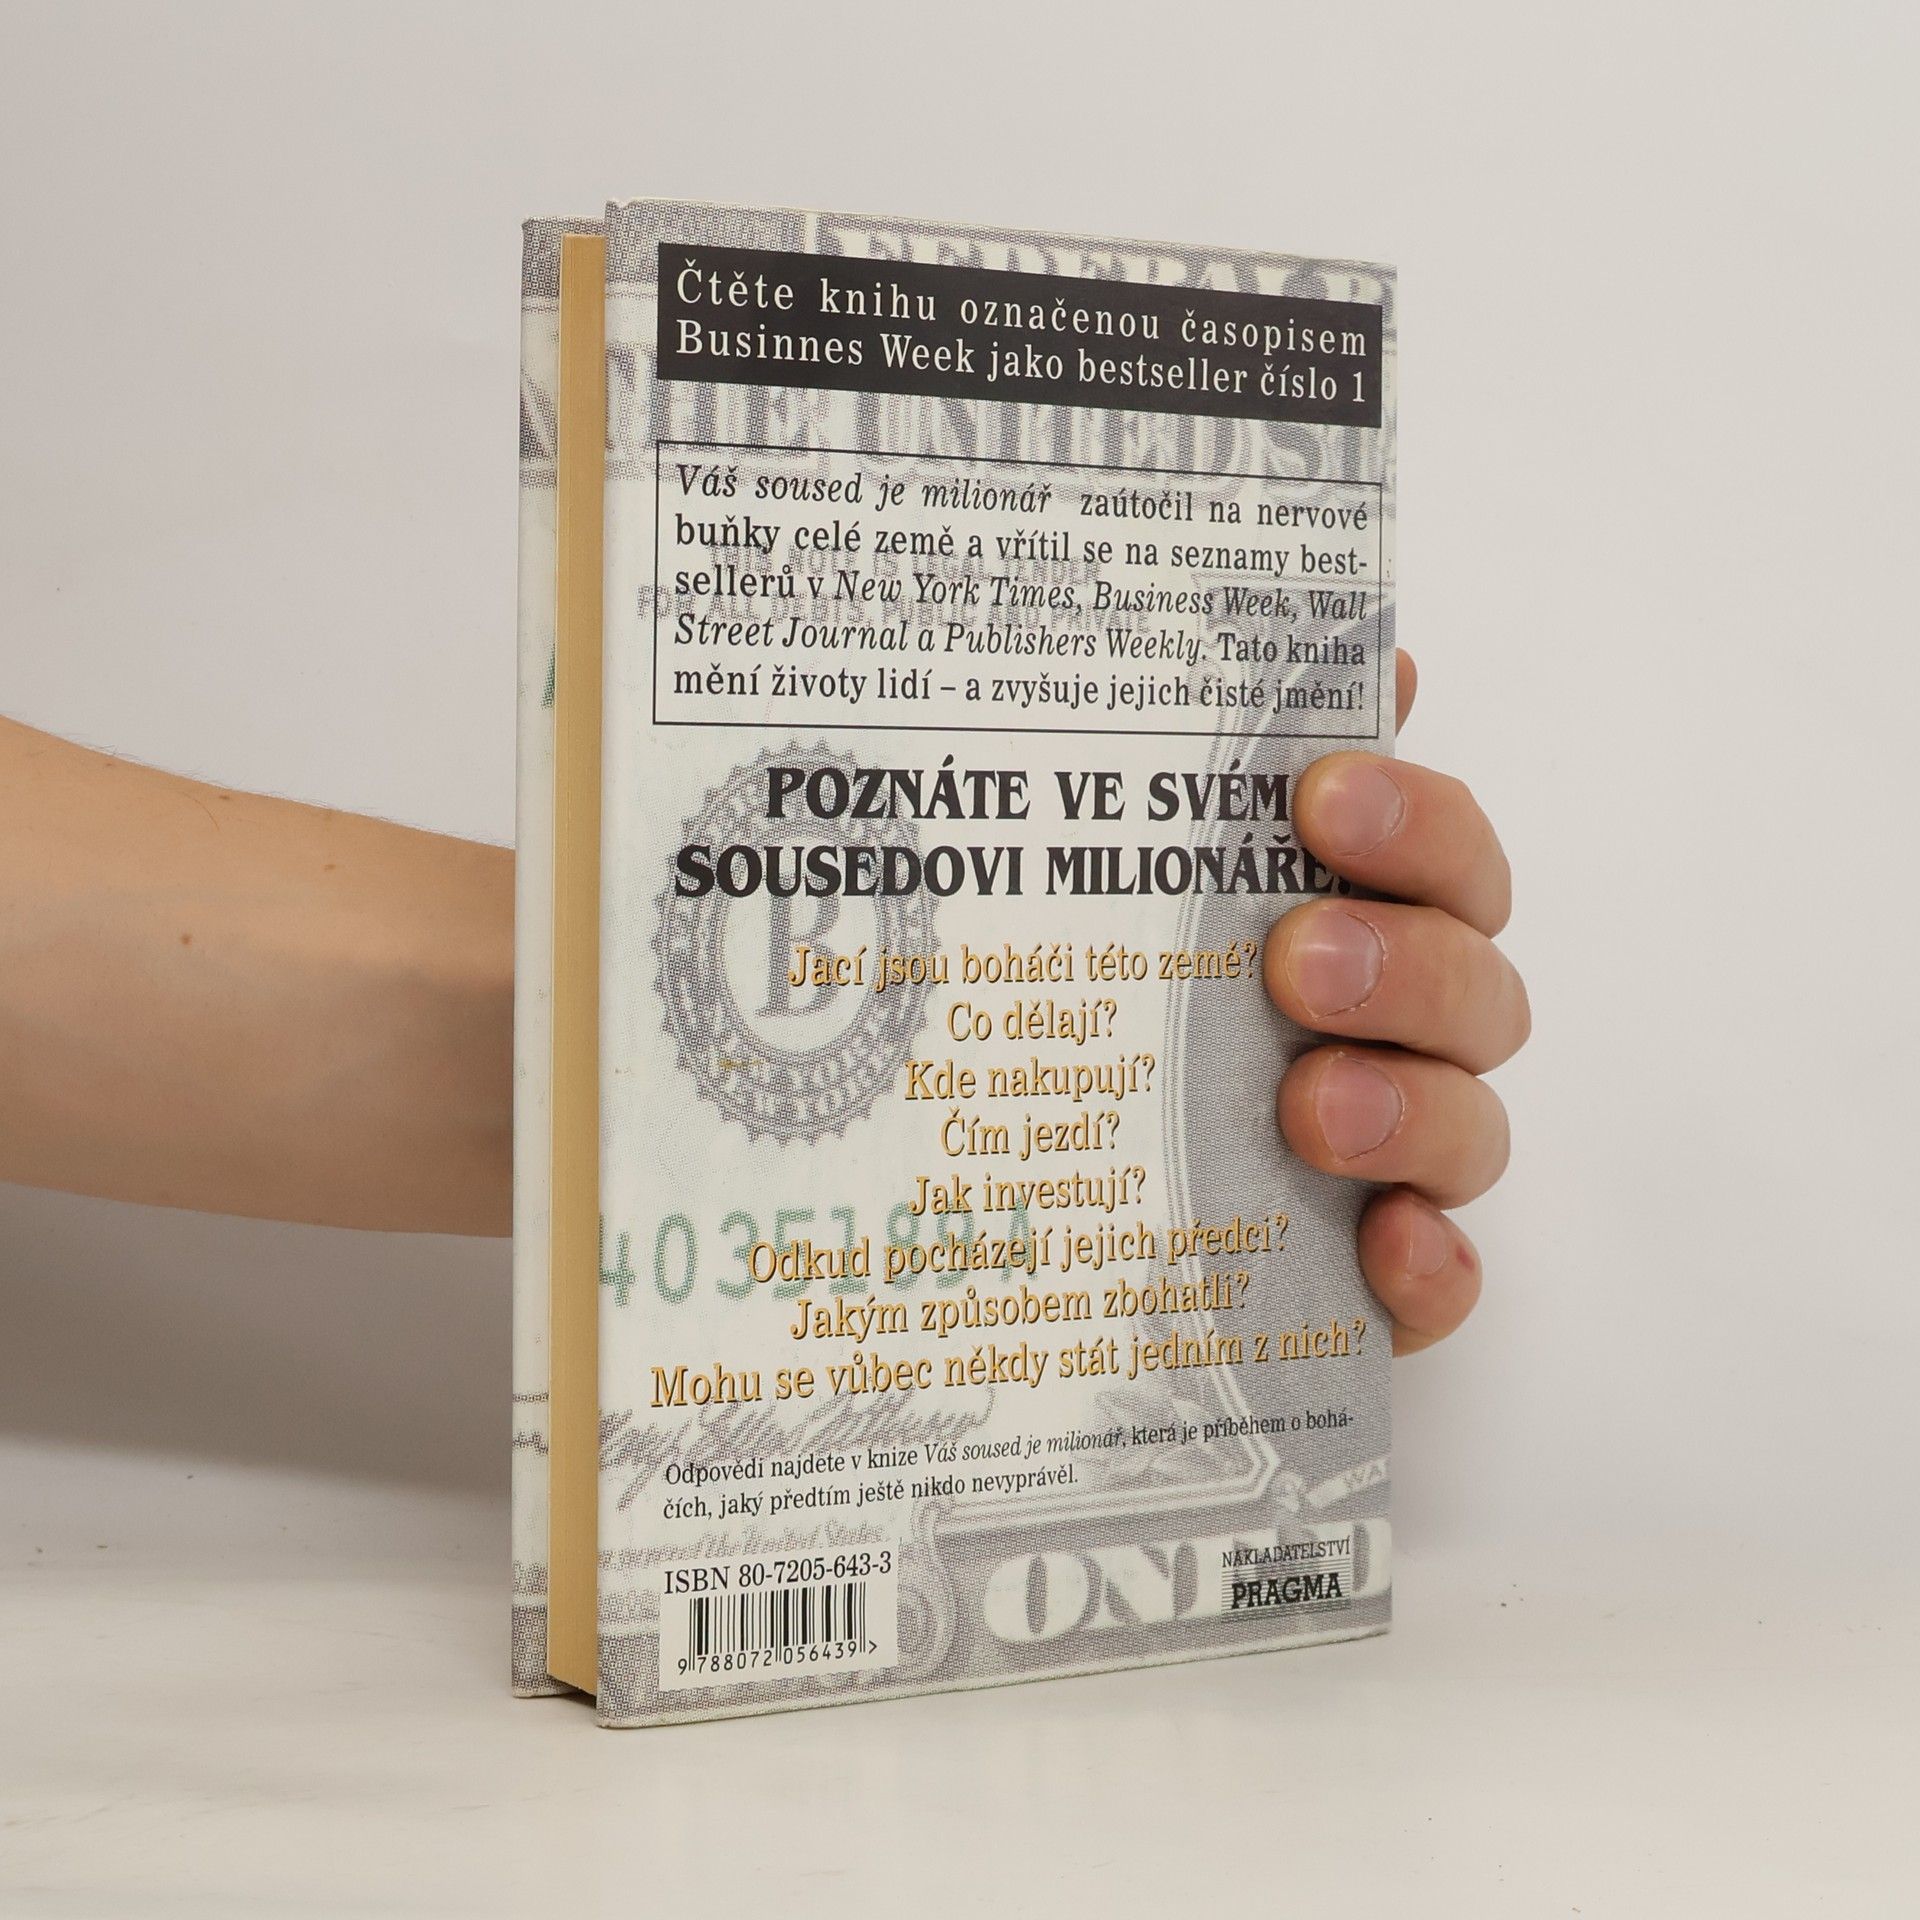 Čtěte knihu označenou časopisem
Businnes Week jako bestseller číslo 1
Váš soused je milionář zaútočil na nervové
buňky celé země a vřítil se na seznamy best-
sellerů v New York Times, Business Week, Wall
Street Journal a Publishers Weekly. Tato kniha
mění životy lidí – a zvyšuje jejich čisté jmění!
POZNÁTE VE SVÉM
SOUSEDOVI MILIONÁŘE?
Jací jsou boháči této země?
Co dělají?
Kde nakupují?
Čím jezdí?
Jak investují?
Odkud pocházejí jejich předci?
Jakým způsobem zbohatli?
Mohu se vůbec někdy stát jedním z nich?
Odpovědi najdete v knize Váš soused je milionář, která je příběhem o bohá-
čích, jaký předtím ještě nikdo nevyprávěl.
ISBN 80-7205-643-3
9 788072 056439 >
NAKLADATELSTVÍ
PRAGMA